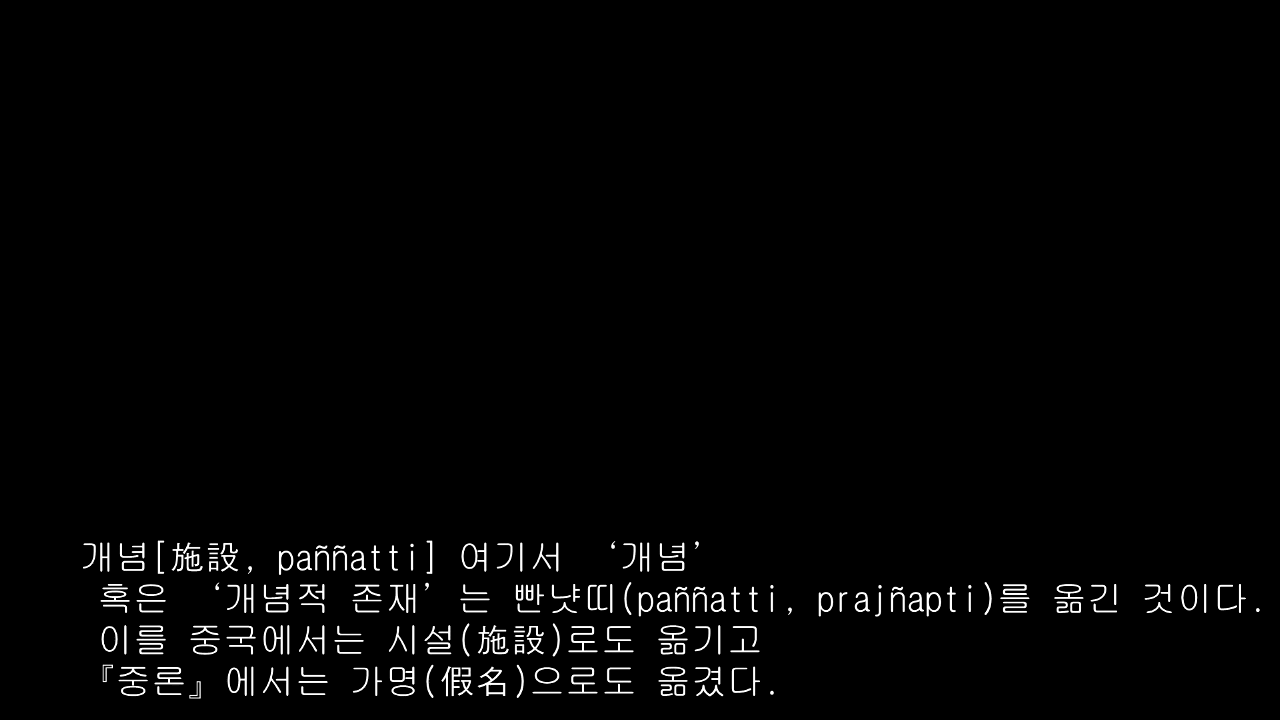 개념[施設, paññatti] 여기서 ‘개념’
혹은 ‘개념적 존재’는 빤냣띠(paññatti, prajñapti)를 옮긴 것이다.
이를 중국에서는 시설(施設)로도 옮기고
『중론』에서는 가명(假名)으로도 옮겼다.